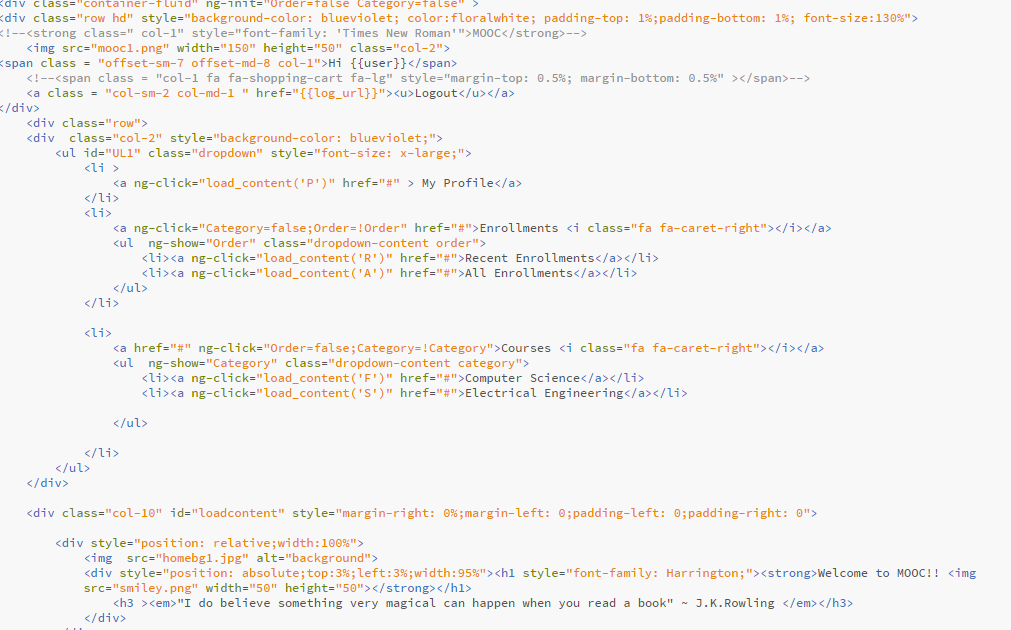 <div class="container-fluid" ng-init="Order=false Category=false" >
<div class="row hd" style="background-color: blueviolet; color:floralwhite; padding-top: 1%;padding-bottom: 1%; font-size:130%">
<!--<strong class=" col-1" style="font-family: 'Times New Roman'">MOOC</strong>-->
<img src="mooc1.png" width="150" height="50" class="col-2">
<span class = "offset-sm-7 offset-md-8 col-1">Hi {{user}}</span>
<!--<span class = "col-1 fa fa-shopping-cart fa-lg" style="margin-top: 0.5%; margin-bottom: 0.5%" ></span>-->
<a class = "col-sm-2 col-md-1 " href="{{log_url}}"><u>Logout</u></a>
</div>
<div class="row">
<div  class="col-2" style="background-color: blueviolet;">
<ul id="UL1" class="dropdown" style="font-size: x-large;">
<li >
<a ng-click="load_content('P')" href="#" > My Profile</a>
</li>
<li>
<a ng-click="Category=false;Order=!Order" href="#">Enrollments <i class="fa fa-caret-right"></i></a>
<ul  ng-show="Order" class="dropdown-content order">
<li><a ng-click="load_content('R')" href="#">Recent Enrollments</a></li>
<li><a ng-click="load_content('A')" href="#">All Enrollments</a></li>
</ul>
</li>
<li>
<a href="#" ng-click="Order=false;Category=!Category">Courses <i class="fa fa-caret-right"></i></a>
<ul  ng-show="Category" class="dropdown-content category">
<li><a ng-click="load_content('F')" href="#">Computer Science</a></li>
<li><a ng-click="load_content('S')" href="#">Electrical Engineering</a></li>
</ul>
</li>
</ul>
</div>
<div class="col-10" id="loadcontent" style="margin-right: 0%;margin-left: 0;padding-left: 0;padding-right: 0">
<div style="position: relative;width:100%">
<img  src="homebg1.jpg" alt="background">
<div style="position: absolute;top:3%;left:3%;width:95%"><h1 style="font-family: Harrington;"><strong>Welcome to MOOC!! <img
src="smiley.png" width="50" height="50"></strong></h1>
<h3 ><em>"I do believe something very magical can happen when you read a book" ~ J.K.Rowling </em></h3>
</div>